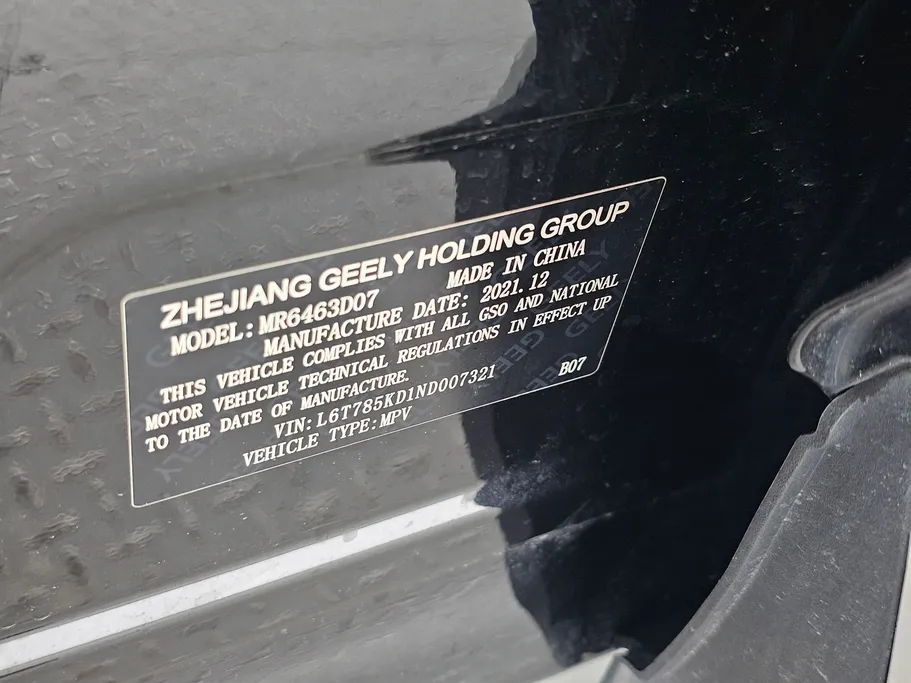 ZHEJIANG GEELY HOLDING GROUP
MODEL: MR6463D07 MADE IN CHINA
MANUFACTURE DATE: 2021.12
THIS VEHICLE COMPLIES WITH ALL GSO AND NATIONAL
MOTOR VEHICLE TECHNICAL REGULATIONS IN EFFECT UP
TO THE DATE OF MANUFACTURE.
VIN: L6T785KD1ND007321 B07
VEHICLE TYPE: MPV